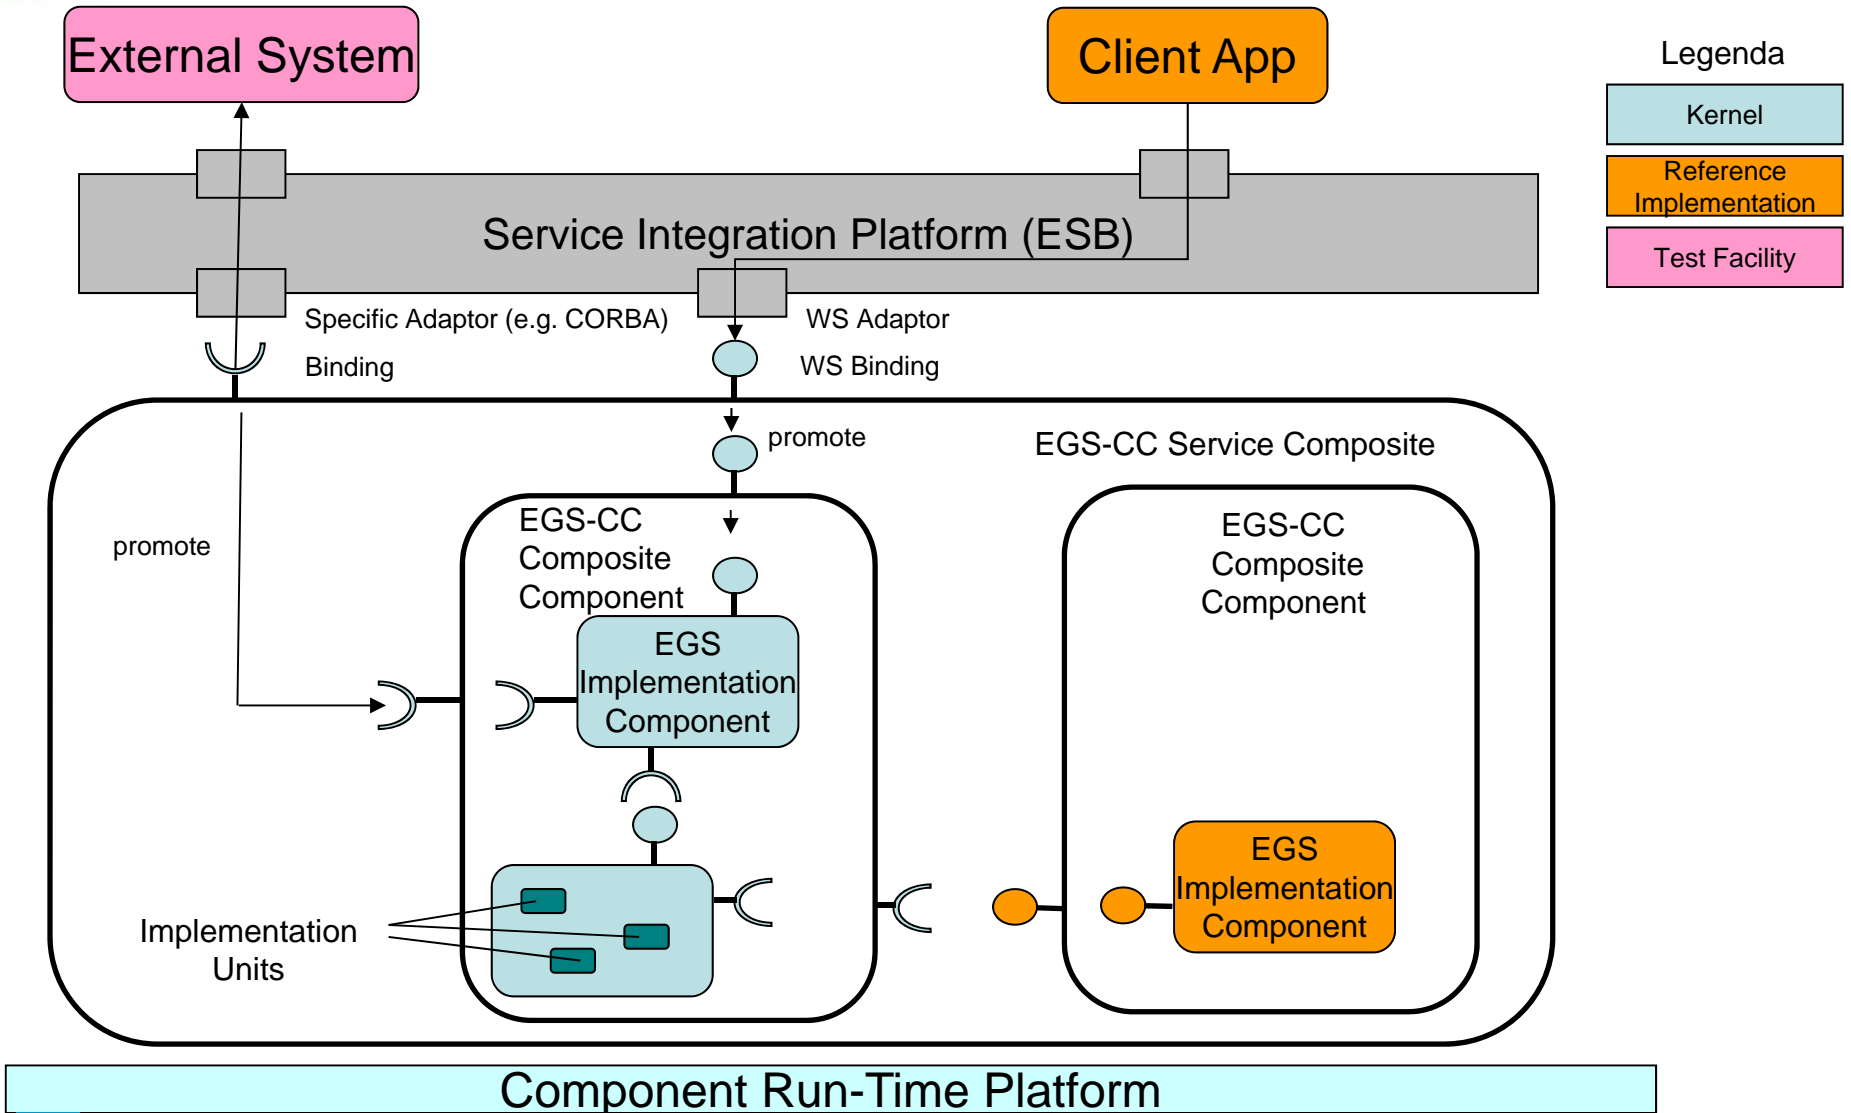 External System
Client App
Legenda
Kernel
Reference
Implementation
Test Facility
Service Integration Platform (ESB)
Specific Adaptor (e.g. CORBA)
WS Adaptor
Binding
WS Binding
promote
EGS-CC Service Composite
EGS-CC
Composite
Component
EGS-CC
Composite
Component
promote
EGS
Implementation
Component
EGS
Implementation
Component
Implementation
Units
Component Run-Time Platform